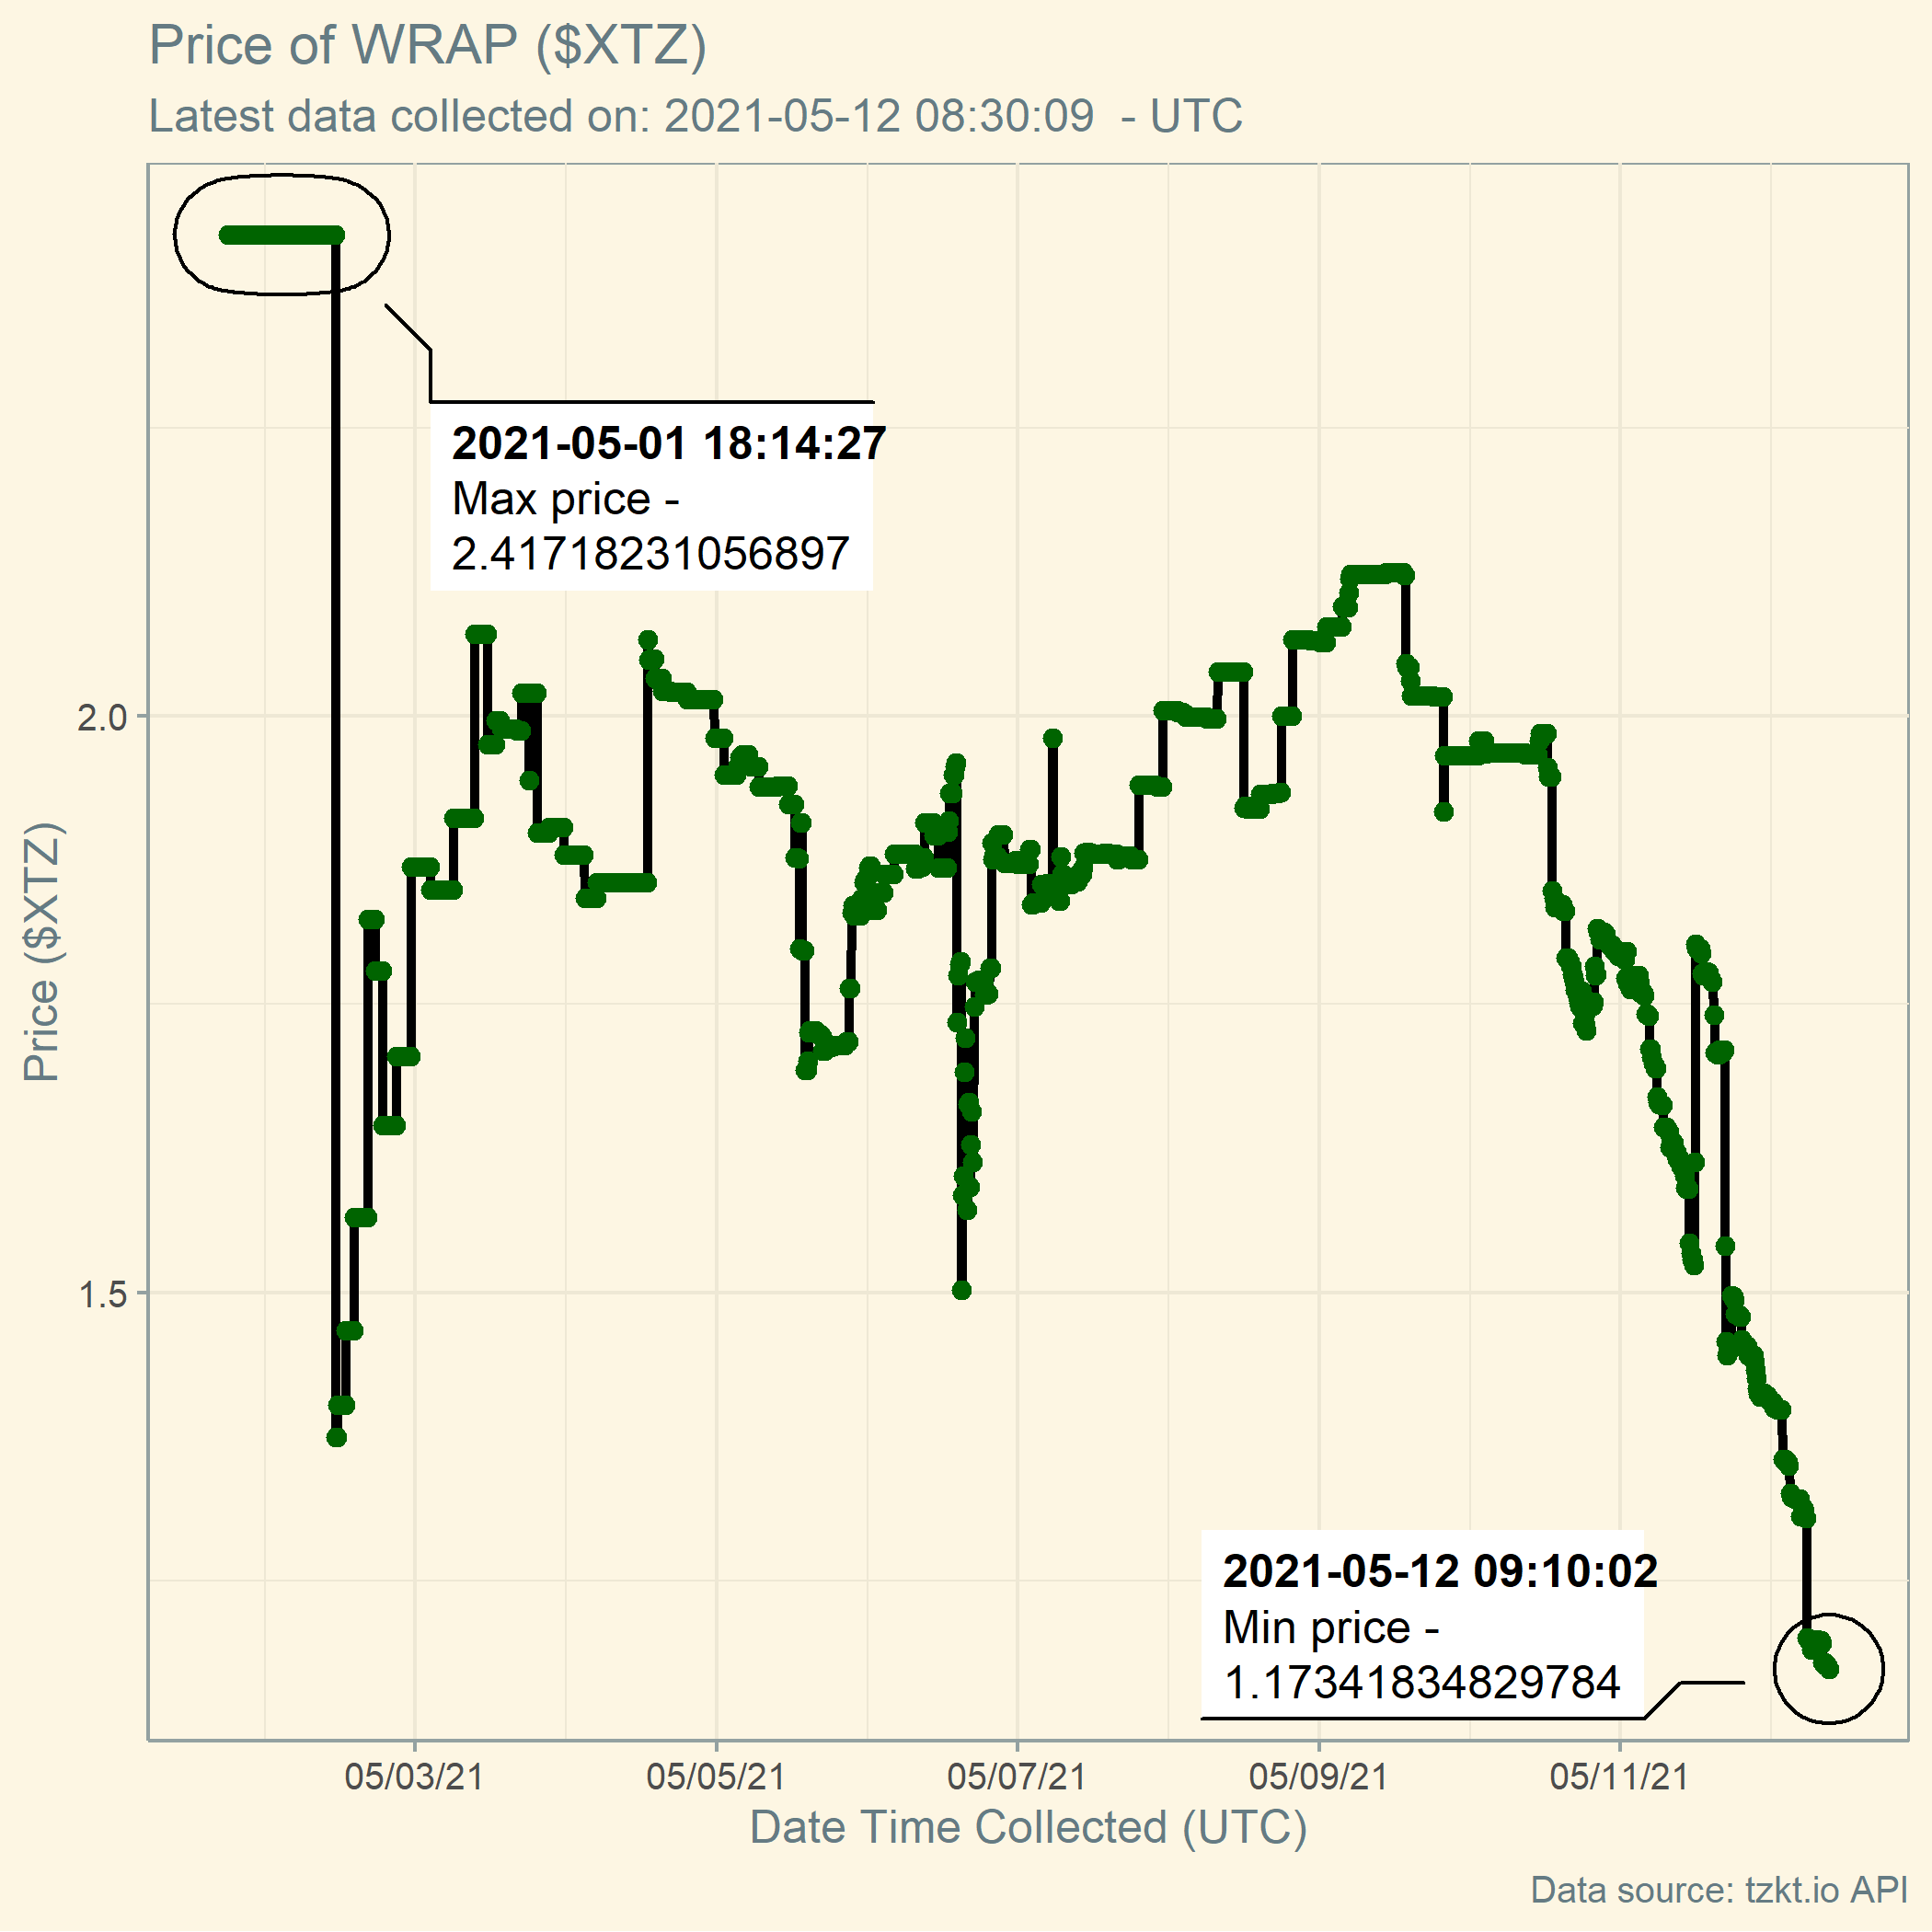 Price of WRAP ($XTZ)
Latest data collected on: 2021-05-12 08:30:09  - UTC
2021-05-01 18:14:27
Max price -
2.41718231056897
2.0
Price ($XTZ)
1.5
2021-05-12 09:10:02
Min price -
1.17341834829784
05/03/21
05/05/21
05/07/21
05/09/21
05/11/21
Date Time Collected (UTC)
Data source: tzkt.io API